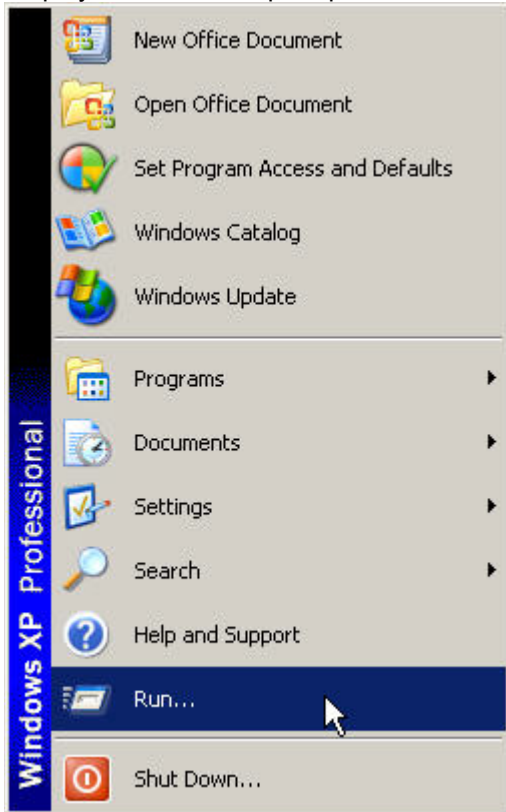 New Office Document
Open Office Document
Set Program Access and Defaults
Windows Catalog
Windows Update
Programs
Documents
Settings
Search
Help and Support
Run...
Shut Down...
Windows XP Professional